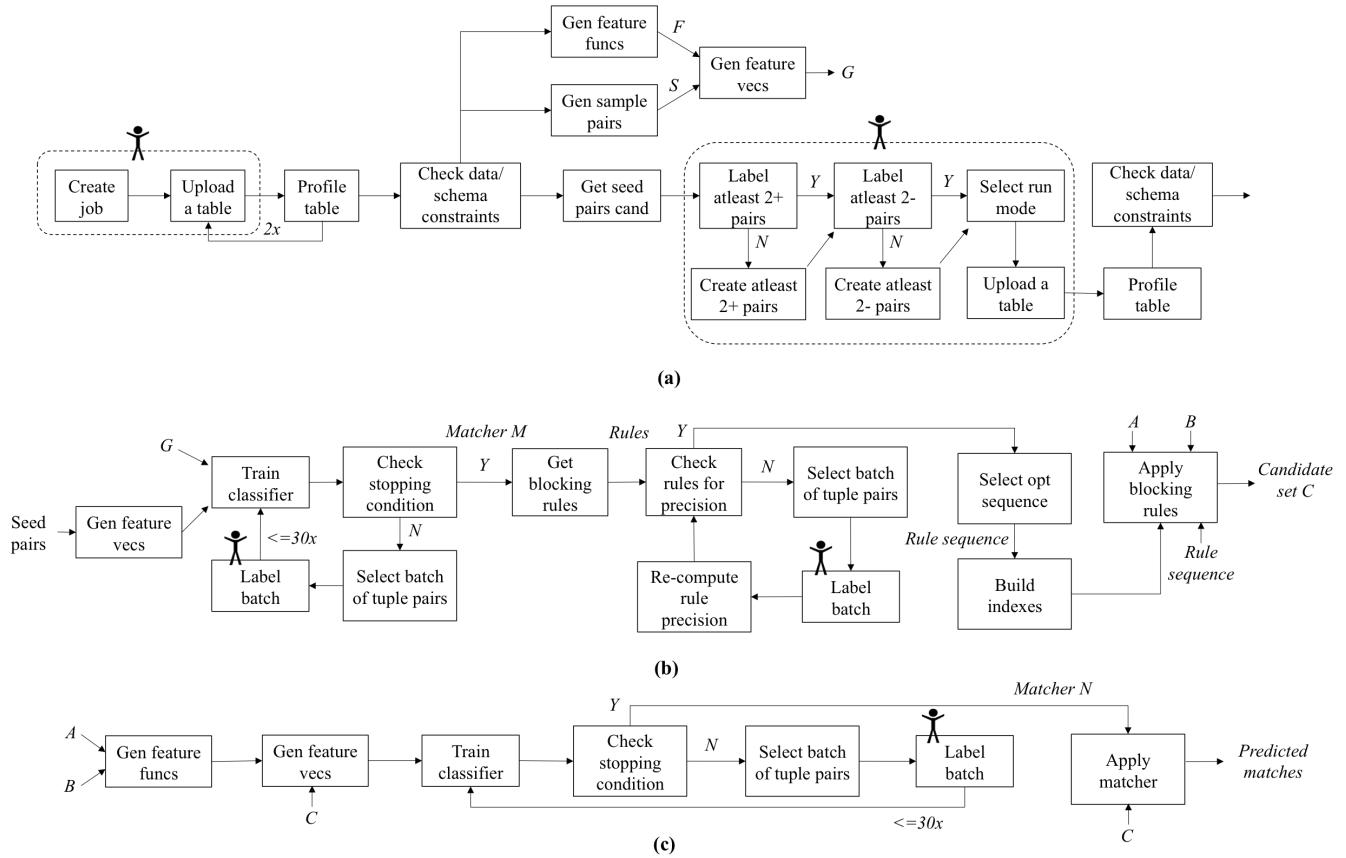 Gen feature
funcs
F
Gen feature
vecs
G
Gen sample
pairs
S
Create
job
Upload
a table
2x
Profile
table
Check data/
schema
constraints
Get seed
pairs cand
Label
atleast 2+
pairs
Y
N
Label
atleast 2-
pairs
Y
N
Select run
mode
Create atleast
2+ pairs
Create atleast
2- pairs
Upload a
table
Profile
table
Check data/
schema
constraints
(a)
G
Seed
pairs
Gen feature
vecs
Train
classifier
<=30x
Label
batch
Check
stopping
condition
N
Select batch
of tuple pairs
Matcher M
Y
Get
blocking
rules
Rules
Y
Check
rules for
precision
N
Select batch
of tuple pairs
Label
batch
Re-compute
rule
precision
Select opt
sequence
Rule sequence
Build
indexes
A
B
Apply
blocking
rules
Rule
sequence
Candidate
set C
(b)
A
B
Gen feature
funcs
Gen feature
vecs
C
Train
classifier
Y
Check
stopping
condition
N
Select batch
of tuple pairs
Label
batch
<=30x
Matcher N
Apply
matcher
C
Predicted
matches
(c)